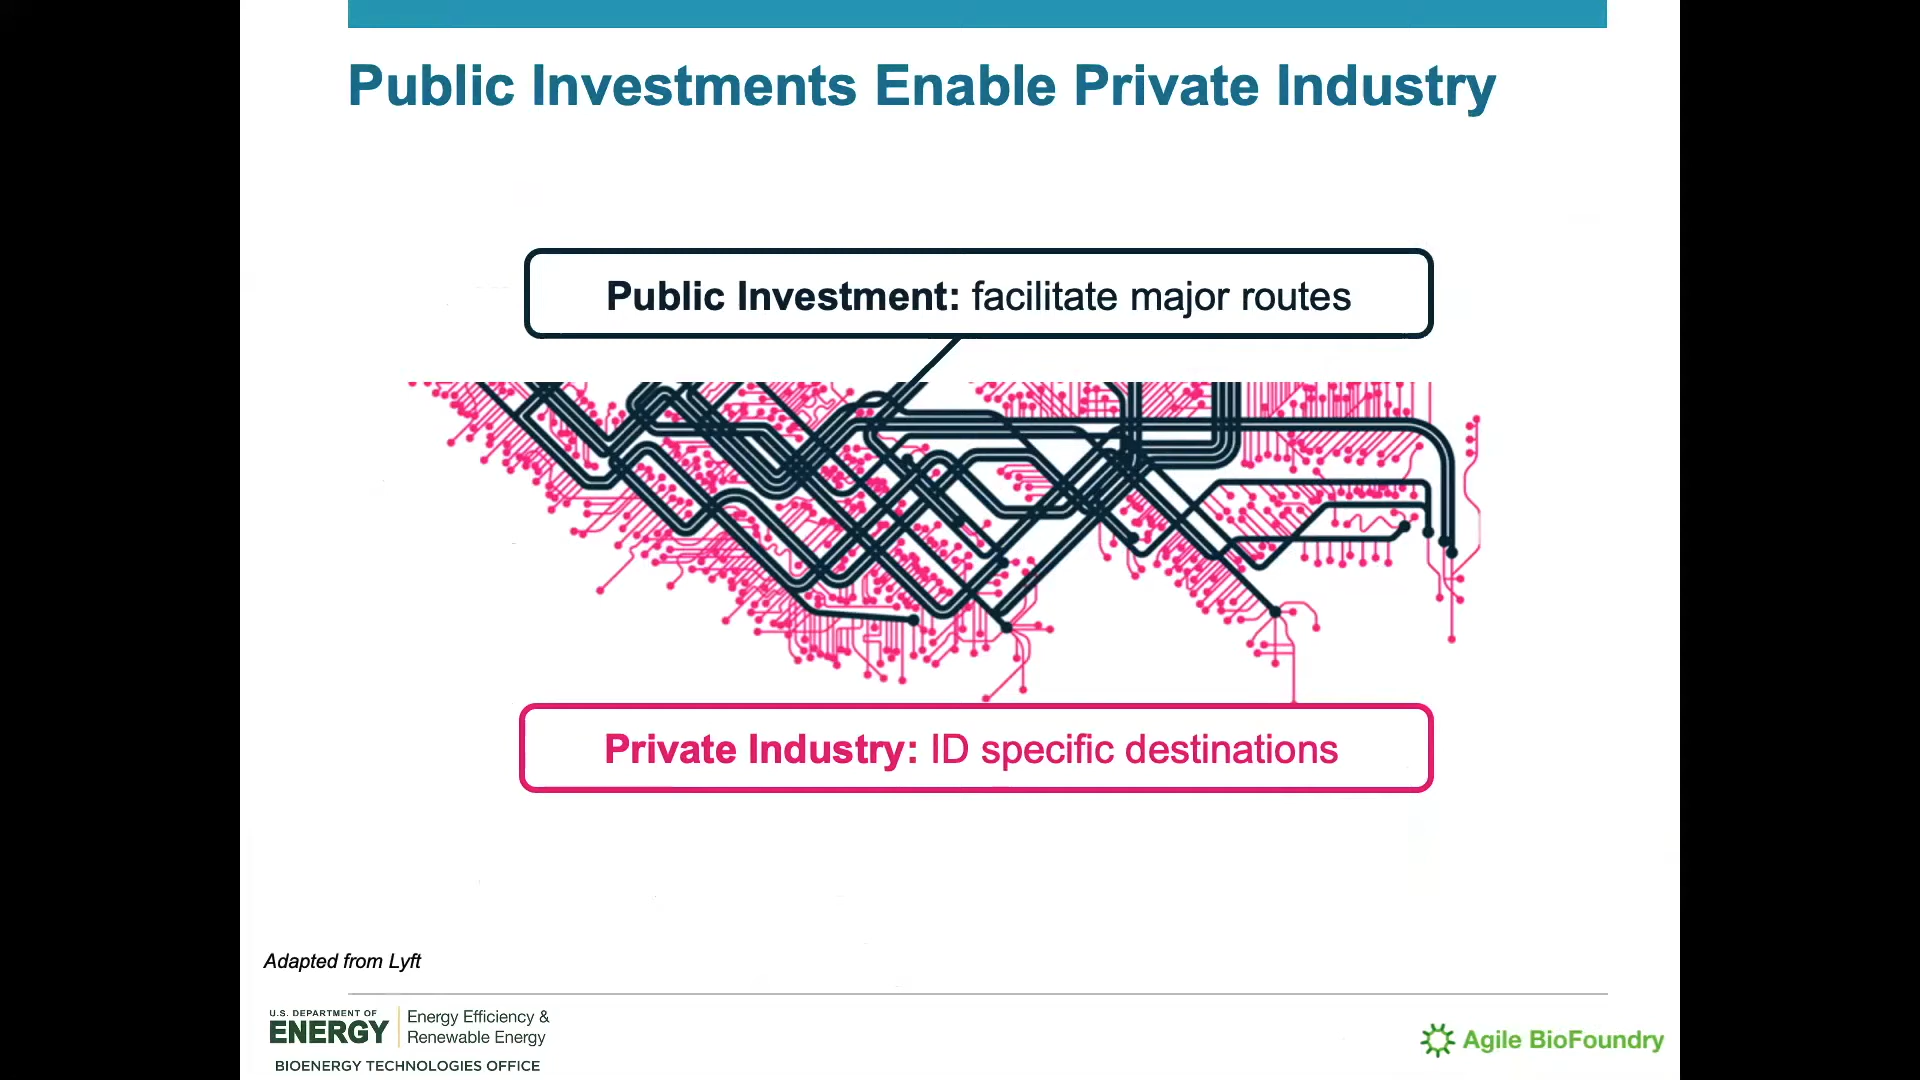 Public Investments Enable Private Industry
Public Investment: facilitate major routes
Private Industry: ID specific destinations
Adapted from Lyft
U.S. DEPARTMENT OF
ENERGY
Energy Efficiency &
Renewable Energy
BIOENERGY TECHNOLOGIES OFFICE
Agile BioFoundry